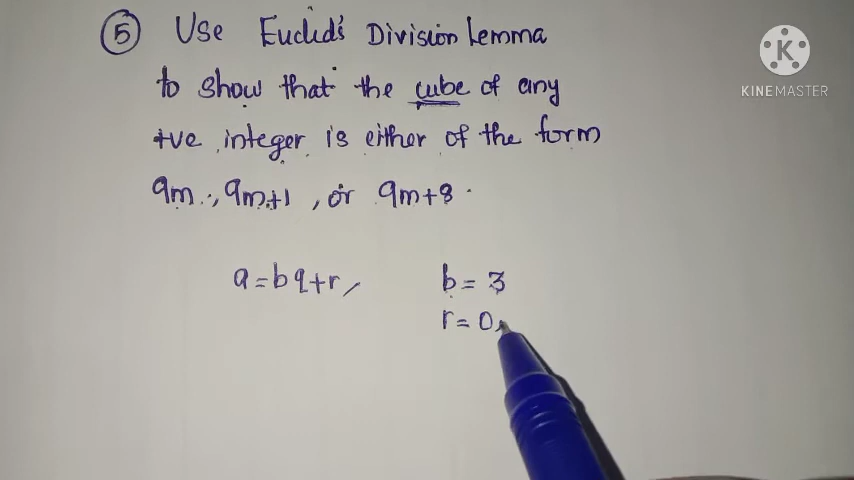 ⑤ Use Euclid's Division Lemma
to show that the cube of any
+ve integer is either of the form
9m, 9m+1, or 9m+8.
a = bq+r, b = 3
r = 0,
K
KINEMASTER